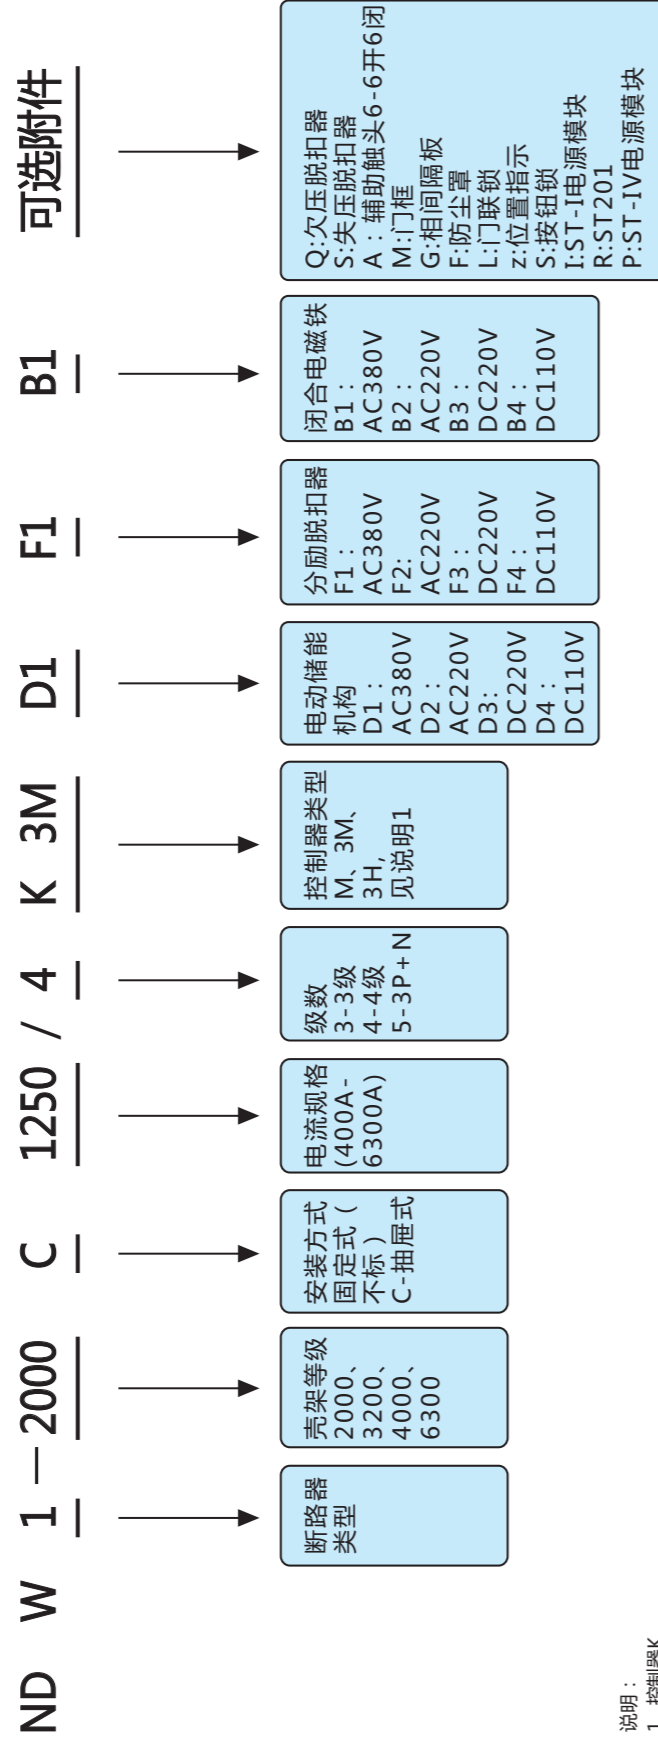 ND W 1 — 2000 C 1250 / 4 K 3M D1 F1 B1 可选附件
断路器
类型
壳架等级
2000、
3200、
4000、
6300
安装方式
固定式（
不标）
C-抽屉式
电流规格
(400A-
6300A)
级数
3-3级
4-4级
5-3P+N
控制器类型
M、3M、
3H,
见说明1
电动储能
机构
D1：
AC380V
D2：
AC220V
D3:
DC220V
D4：
DC110V
分励脱扣器
F1：
AC380V
F2:
AC220V
F3：
DC220V
F4：
DC110V
闭合电磁铁
B1：
AC380V
B2：
AC220V
B3：
DC220V
B4：
DC110V
Q:欠压脱扣器
S:失压脱扣器
A：辅助触头6-6开6闭
M:门框
G:相间隔板
F:防尘罩
L:门联锁
z:位置指示
S:按钮锁
I:ST-I电源模块
R:ST201
P:ST-IV电源模块
说明：
1 控制器K